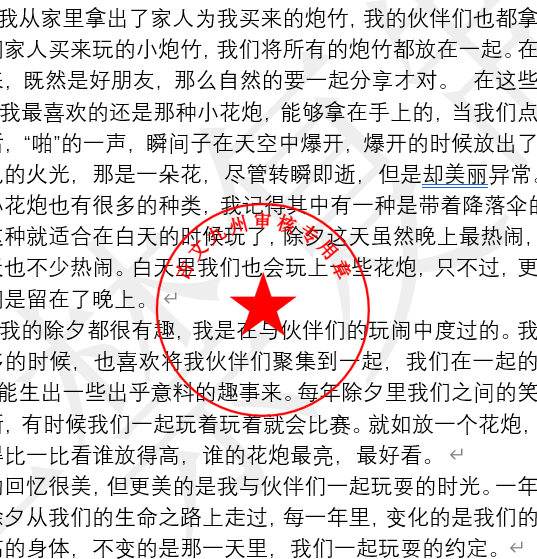 我从家里拿出了家人为我买来的炮竹，我的伙伴们也都拿
家人买来玩的小炮竹，我们将所有的炮竹都放在一起。在
，既然是好朋友，那么自然的要一起分享才对。 在这些
我最喜欢的还是那种小花炮，能够拿在手上的，当我们点
，“啪”的一声，瞬间子在天空中爆开，爆开的时候放出了
的火光，那是一朵花，尽管转瞬即逝，但是却美丽异常。
花炮也有很多的种类，我记得其中有一种是带着降落伞的
这种就适合在白天的时候玩了，除夕这天虽然晚上最热闹，
也不少热闹。白天里我们也会玩上一些花炮，只不过，更
是留在了晚上。
我的除夕都很有趣，我是在与伙伴们的玩闹中度过的。我
的时候，也喜欢将我伙伴们聚集到一起，我们在一起的
能生出一些出乎意料的趣事来。每年除夕里我们之间的笑
，有时候我们一起玩着玩着就会比赛。就如放一个花炮，
得比一比看谁放得高，谁的花炮最亮，最好看。
回忆很美，但更美的是我与伙伴们一起玩耍的时光。一年
除夕从我们的生命之路上走过，每一年里，变化的是我们的
高的身体，不变的是那一天里，我们一起玩耍的约定。
审核专用章